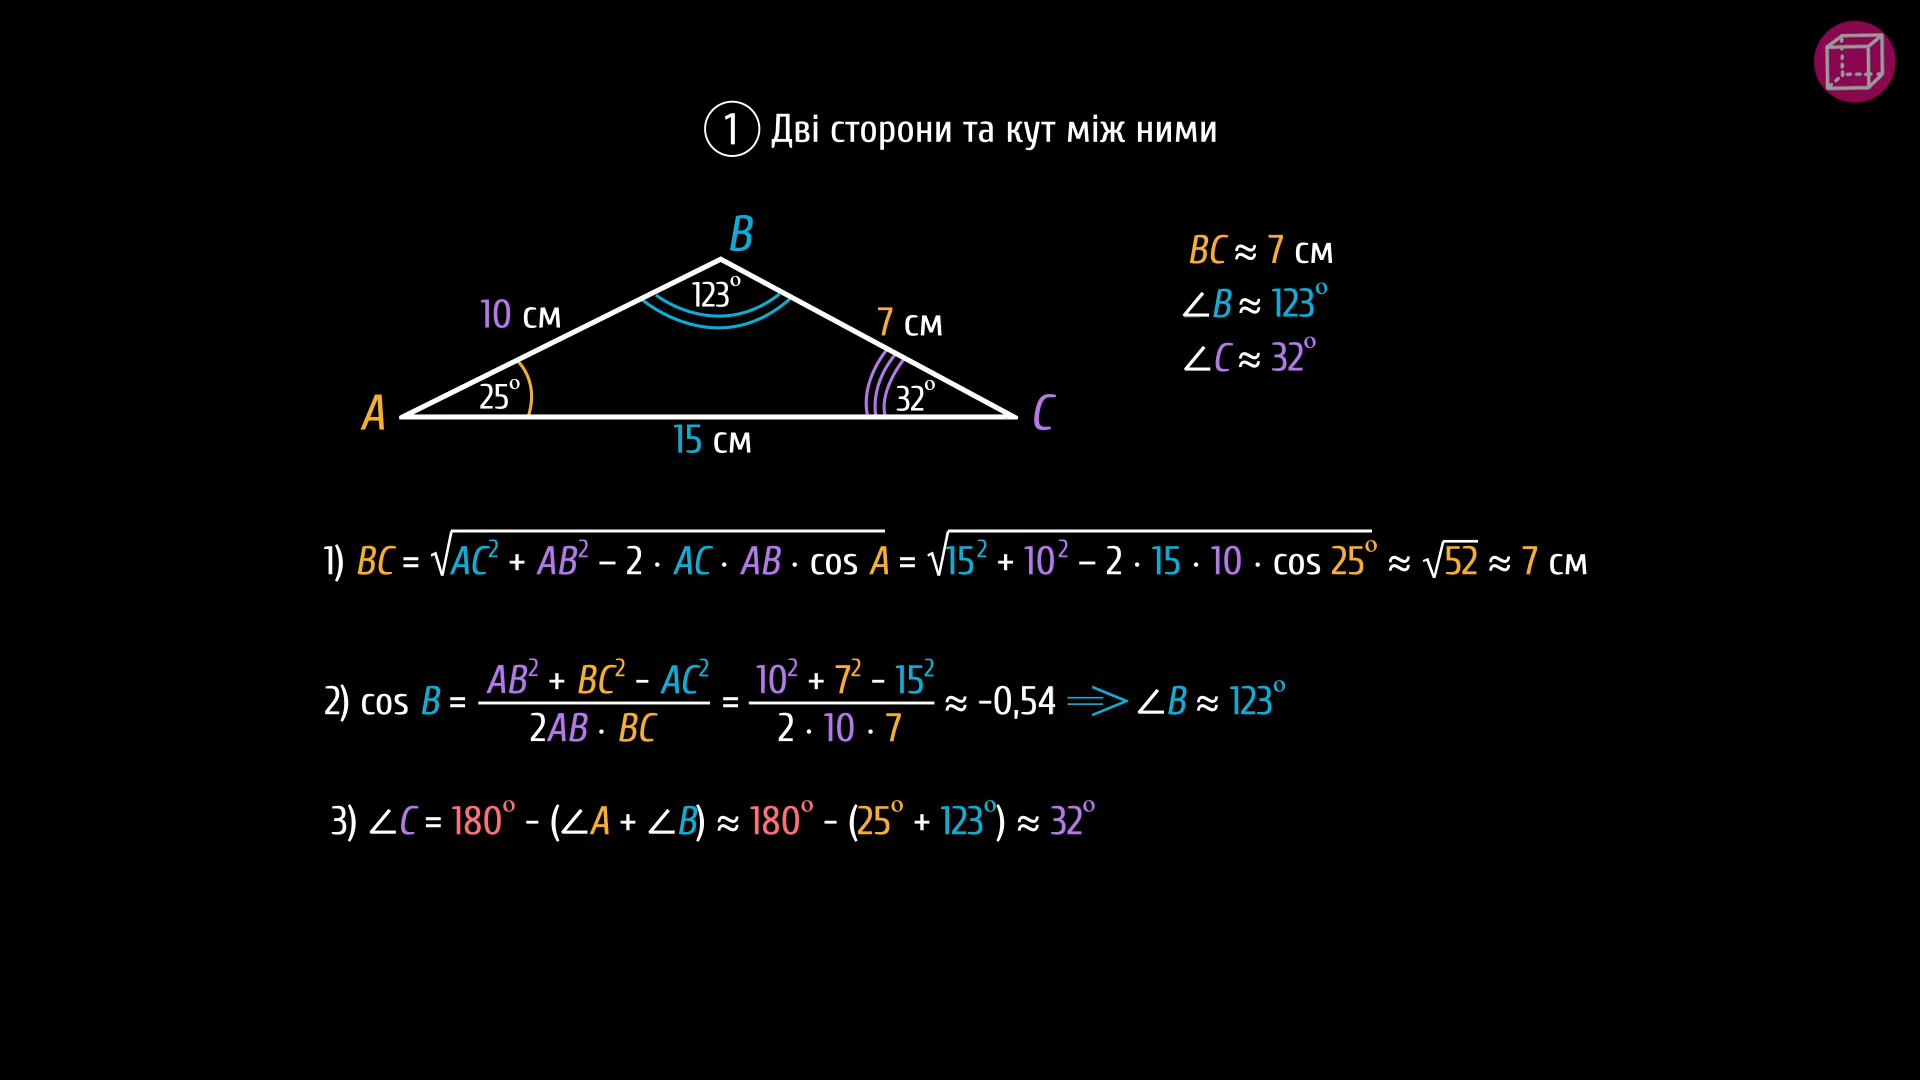 1 Дві сторони та кут між ними
B
123°
10 см
7 см
25°
32°
A
C
15 см
BC ≈ 7 см
∠B ≈ 123°
∠C ≈ 32°
1) BC = √AC² + AB² – 2 · AC · AB · cos A = √15² + 10² – 2 · 15 · 10 · cos 25° ≈ √52 ≈ 7 см
2) cos B = AB² + BC² - AC² / 2AB · BC = 10² + 7² - 15² / 2 · 10 · 7 ≈ -0,54 ⟹ ∠B ≈ 123°
3) ∠C = 180° - (∠A + ∠B) ≈ 180° - (25° + 123°) ≈ 32°